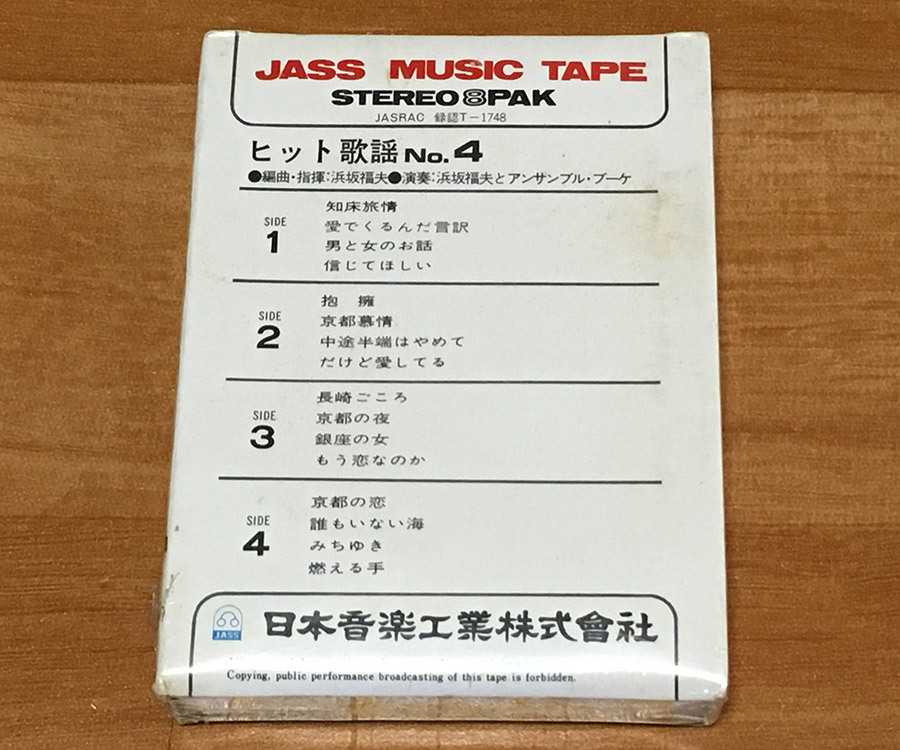 JASS MUSIC TAPE
STEREO 8 PAK
JASRAC 録認T-1748
ヒット歌謡 No.4
●編曲・指揮:浜坂福夫●演奏:浜坂福夫とアンサンブル・ブーケ
SIDE 1
知床旅情
愛でくるんだ言訳
男と女のお話
信じてほしい
SIDE 2
抱 擁
京都慕情
中途半端はやめて
だけど愛してる
SIDE 3
長崎ごころ
京都の夜
銀座の女
もう恋なのか
SIDE 4
京都の恋
誰もいない海
みちゆき
燃える手
JASS
日本音楽工業株式會社
Copying, public performance broadcasting of this tape is forbidden.